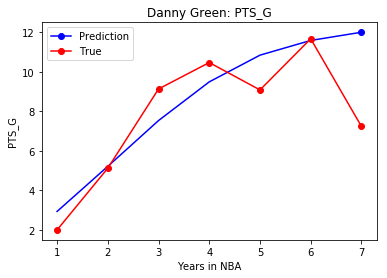 Danny Green: PTS_G
Prediction
True
PTS_G
12
10
8
6
4
2
1 2 3 4 5 6 7
Years in NBA